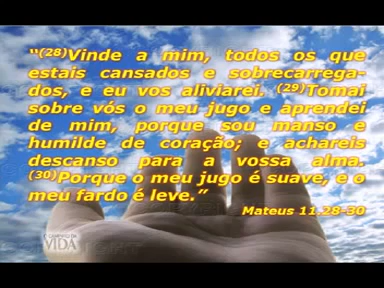 "(28)Vinde a mim, todos os que
estais cansados e sobrecarrega-
dos, e eu vos aliviarei. (29)Tomai
sobre vós o meu jugo e aprendei
de mim, porque sou manso e
humilde de coração; e achareis
descanso para a vossa alma.
(30)Porque o meu jugo é suave, e o
meu fardo é leve."
Mateus 11.28-30
VIDA